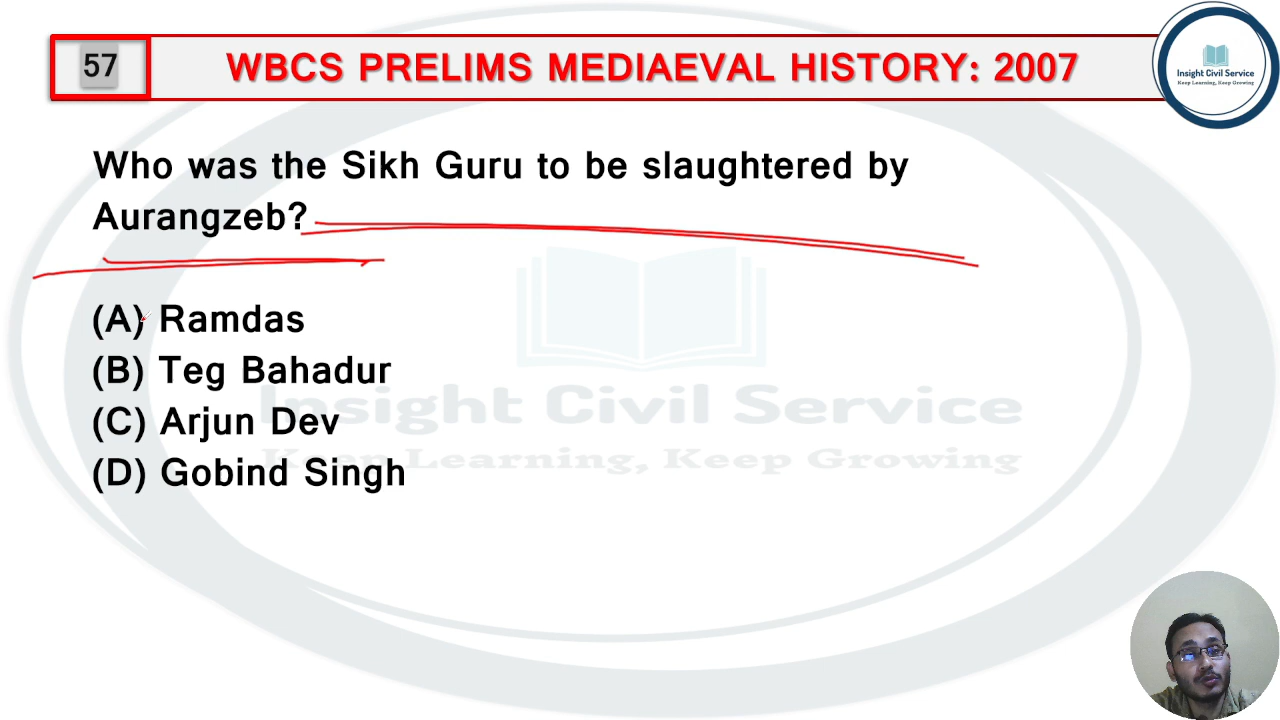 57
WBCS PRELIMS MEDIAEVAL HISTORY: 2007
Insight Civil Service
Keep Learning, Keep Growing
Who was the Sikh Guru to be slaughtered by
Aurangzeb?
(A) Ramdas
(B) Teg Bahadur
(C) Arjun Dev
(D) Gobind Singh
Insight Civil Service
Keep Learning, Keep Growing